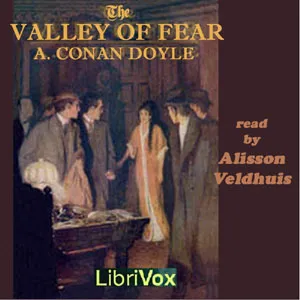 The
VALLEY OF FEAR
A. CONAN DOYLE
read
by
Alisson
Veldhuis
LibriVox